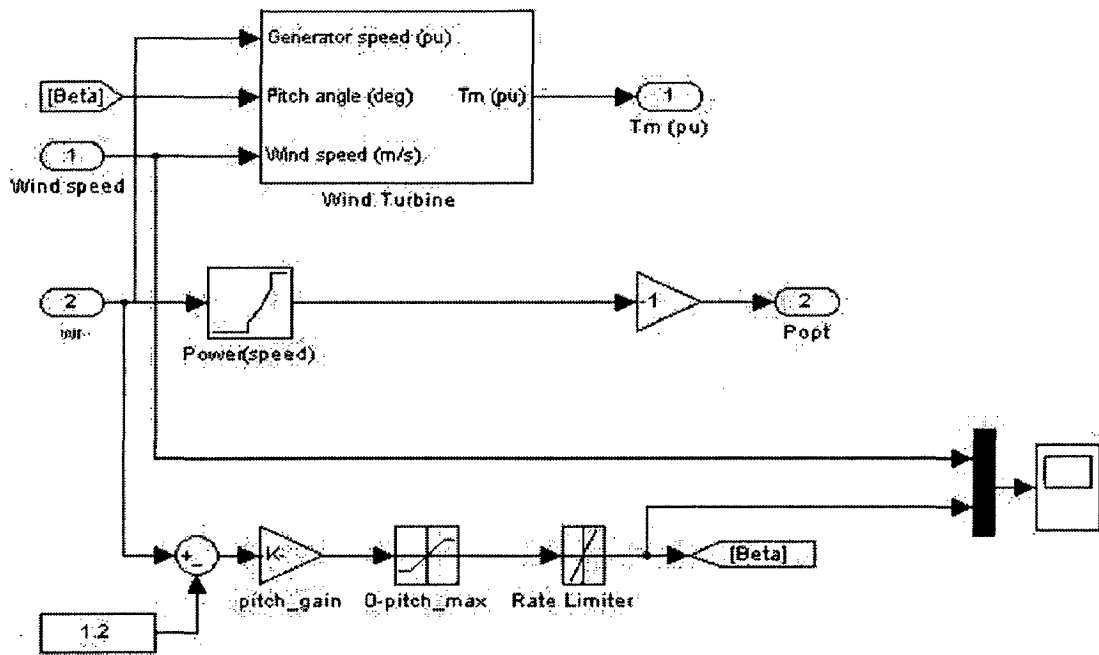 Generator speed (pu)
[Beta]
Pitch angle (deg)
Tm (pu)
1
Tm (pu)
1
Wind speed (m/s)
Wind speed
Wind Turbine
2
wr
Power(speed)
-1
2
Popt
+
-
K-
[Beta]
pitch_gain
0-pitch_max
Rate Limiter
1.2